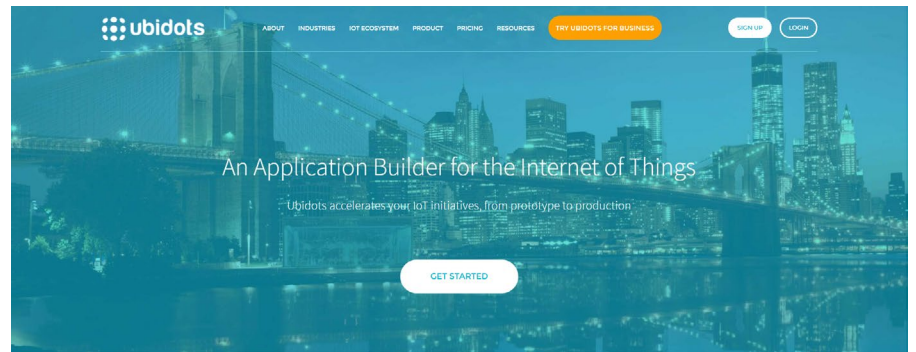 ubidots
ABOUT INDUSTRIES IOT ECOSYSTEM PRODUCT PRICING RESOURCES TRY UBIDOTS FOR BUSINESS SIGN UP LOGIN
An Application Builder for the Internet of Things
Ubidots accelerates your IoT initiatives, from prototype to production
GET STARTED